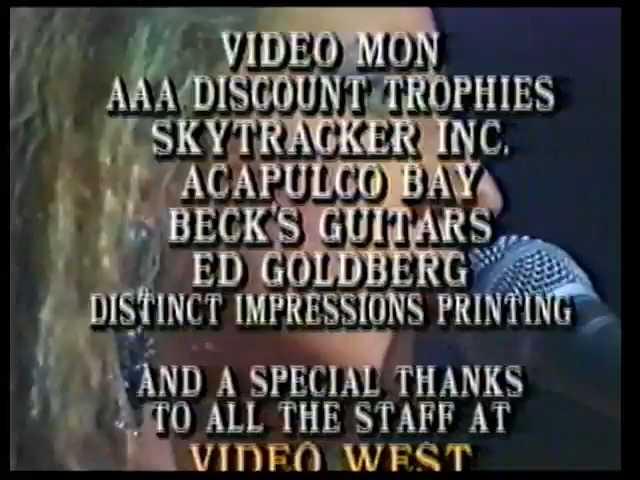 VIDEO MON
AAA DISCOUNT TROPHIES
SKYTRACKER INC.
ACAPULCO BAY
BECK'S GUITARS
ED GOLDBERG
DISTINCT IMPRESSIONS PRINTING
AND A SPECIAL THANKS
TO ALL THE STAFF AT
VIDEO WEST